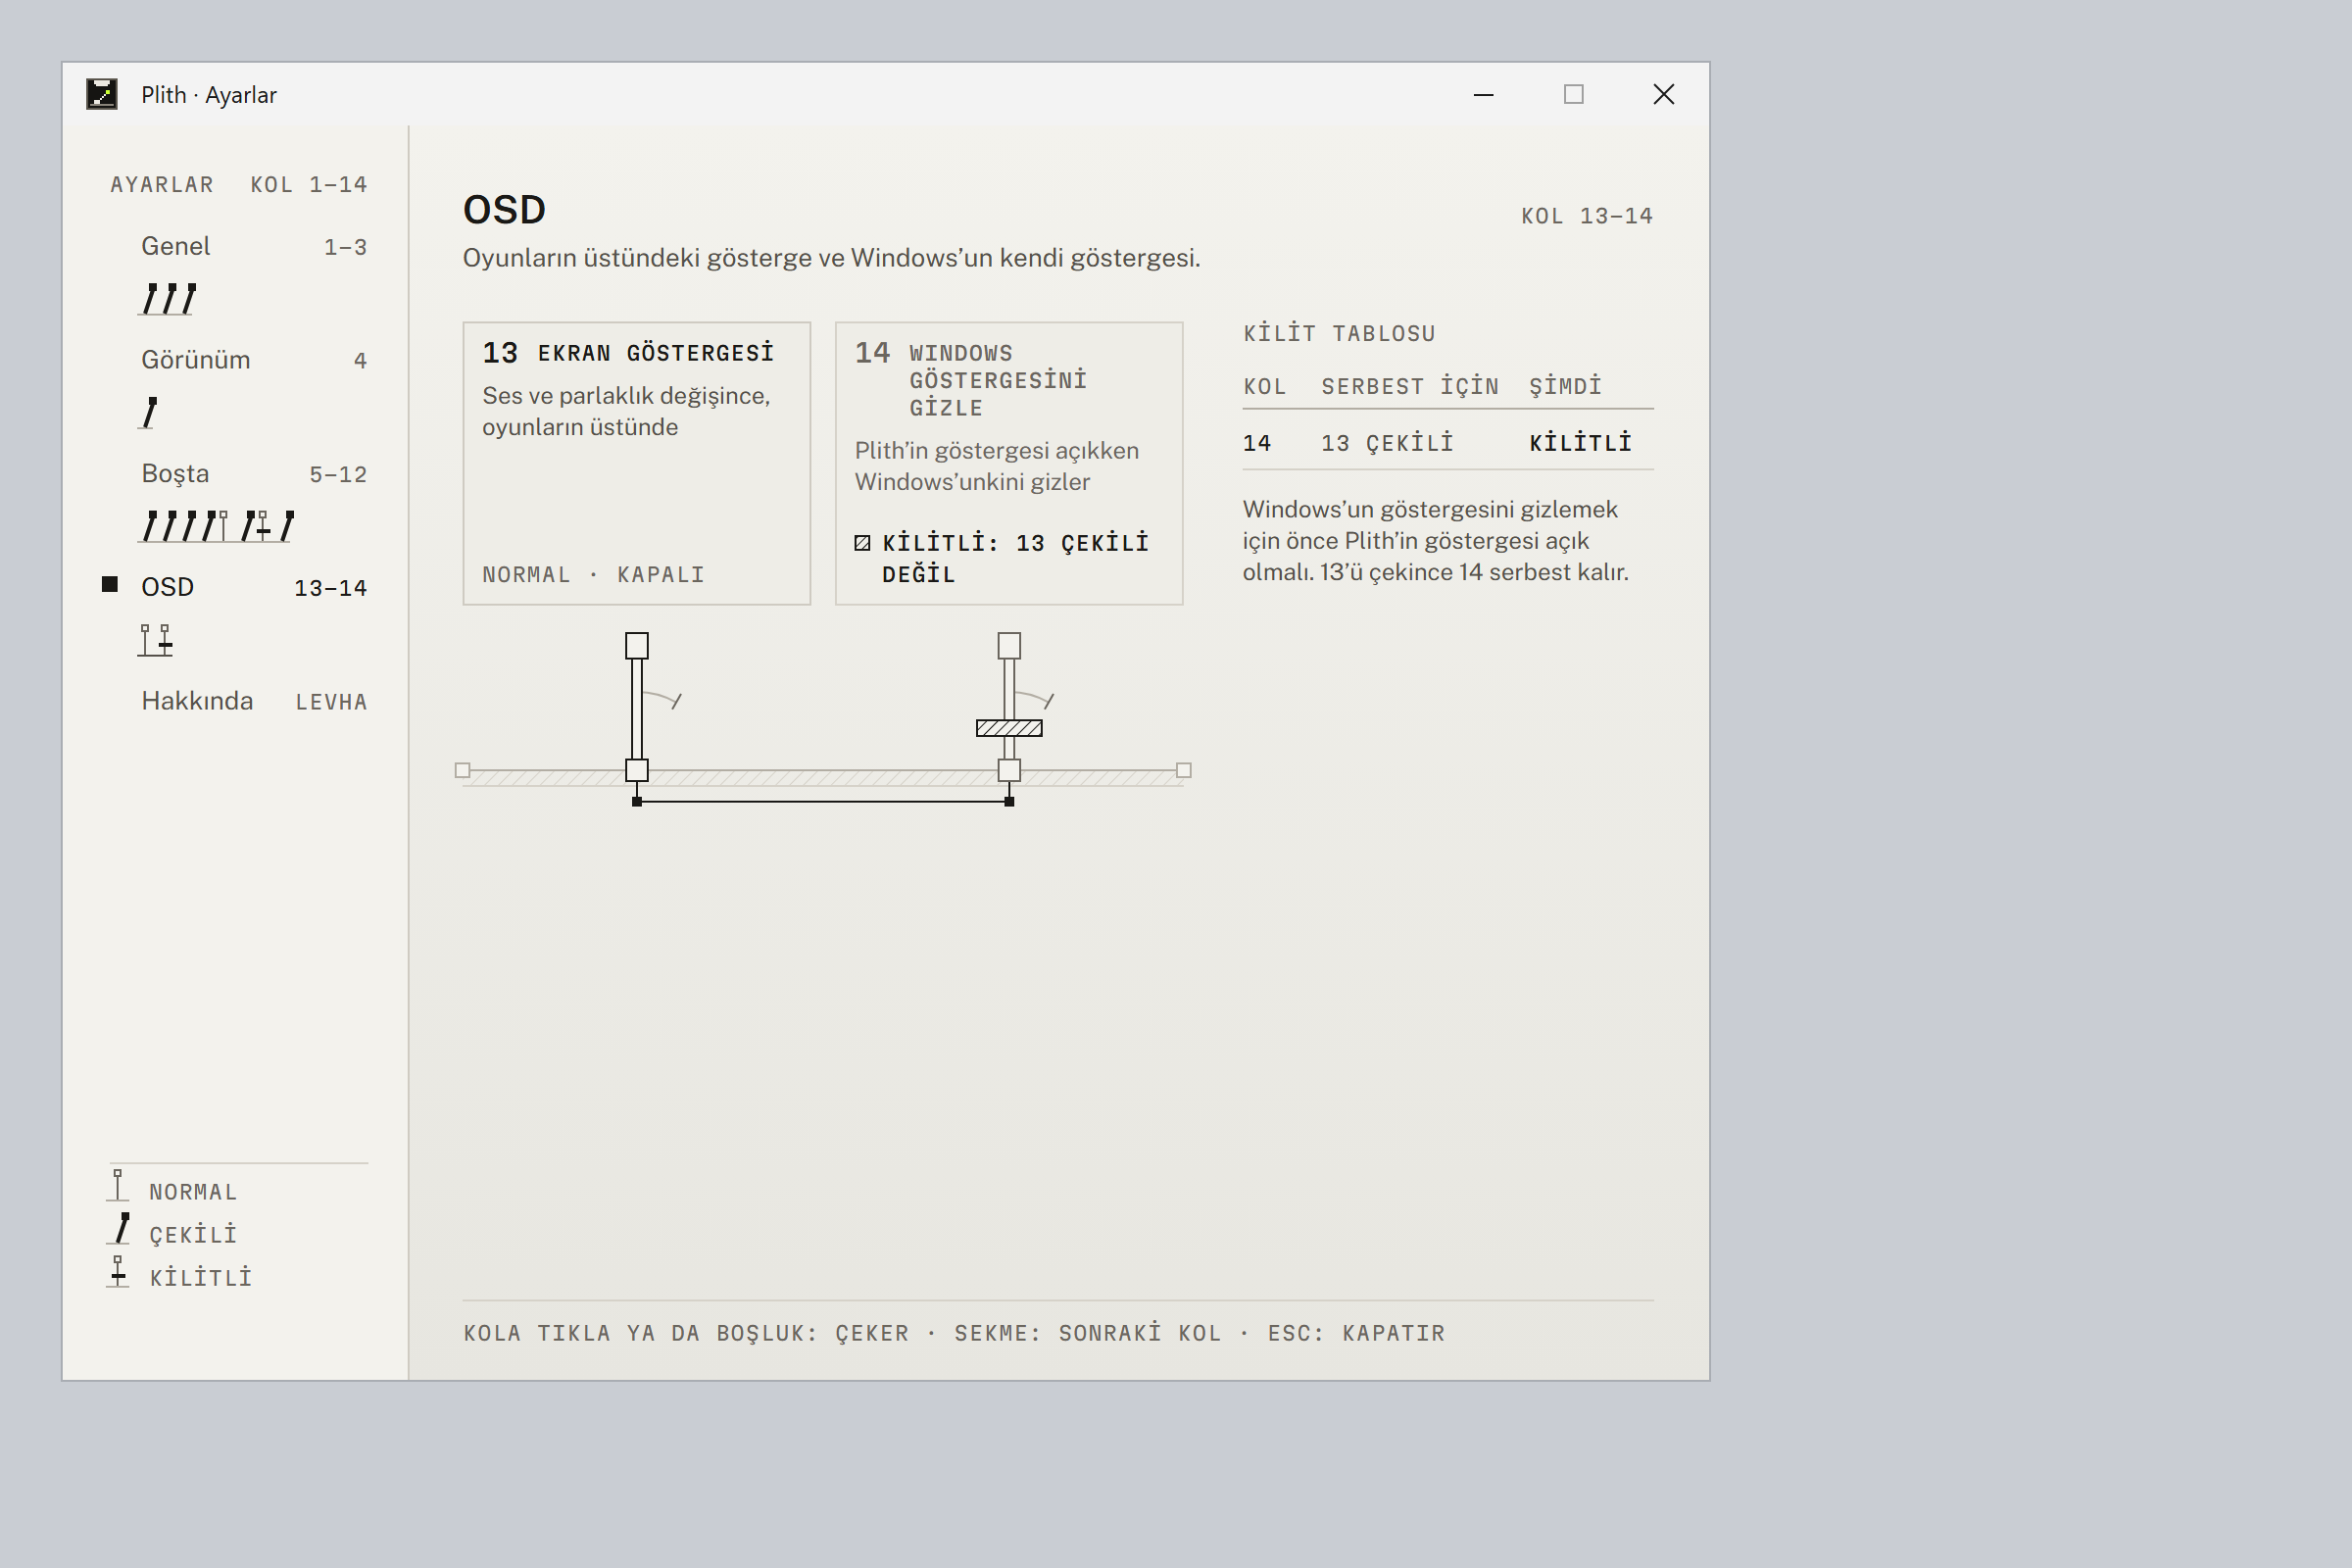 Plith · Ayarlar
AYARLAR KOL 1–14
Genel 1–3
Görünüm 4
Boşta 5–12
OSD 13–14
Hakkında LEVHA
NORMAL
ÇEKİLİ
KİLİTLİ
OSD
KOL 13–14
Oyunların üstündeki gösterge ve Windows’un kendi göstergesi.
13 EKRAN GÖSTERGESİ
Ses ve parlaklık değişince,
oyunların üstünde
NORMAL · KAPALI
14 WINDOWS
GÖSTERGESİNİ
GİZLE
Plith’in göstergesi açıkken
Windows’unkini gizler
KİLİTLİ: 13 ÇEKİLİ
DEĞİL
KİLİT TABLOSU
KOL SERBEST İÇİN ŞİMDİ
14 13 ÇEKİLİ KİLİTLİ
Windows’un göstergesini gizlemek
için önce Plith’in göstergesi açık
olmalı. 13’ü çekince 14 serbest kalır.
KOLA TIKLA YA DA BOŞLUK: ÇEKER · SEKME: SONRAKİ KOL · ESC: KAPATIR